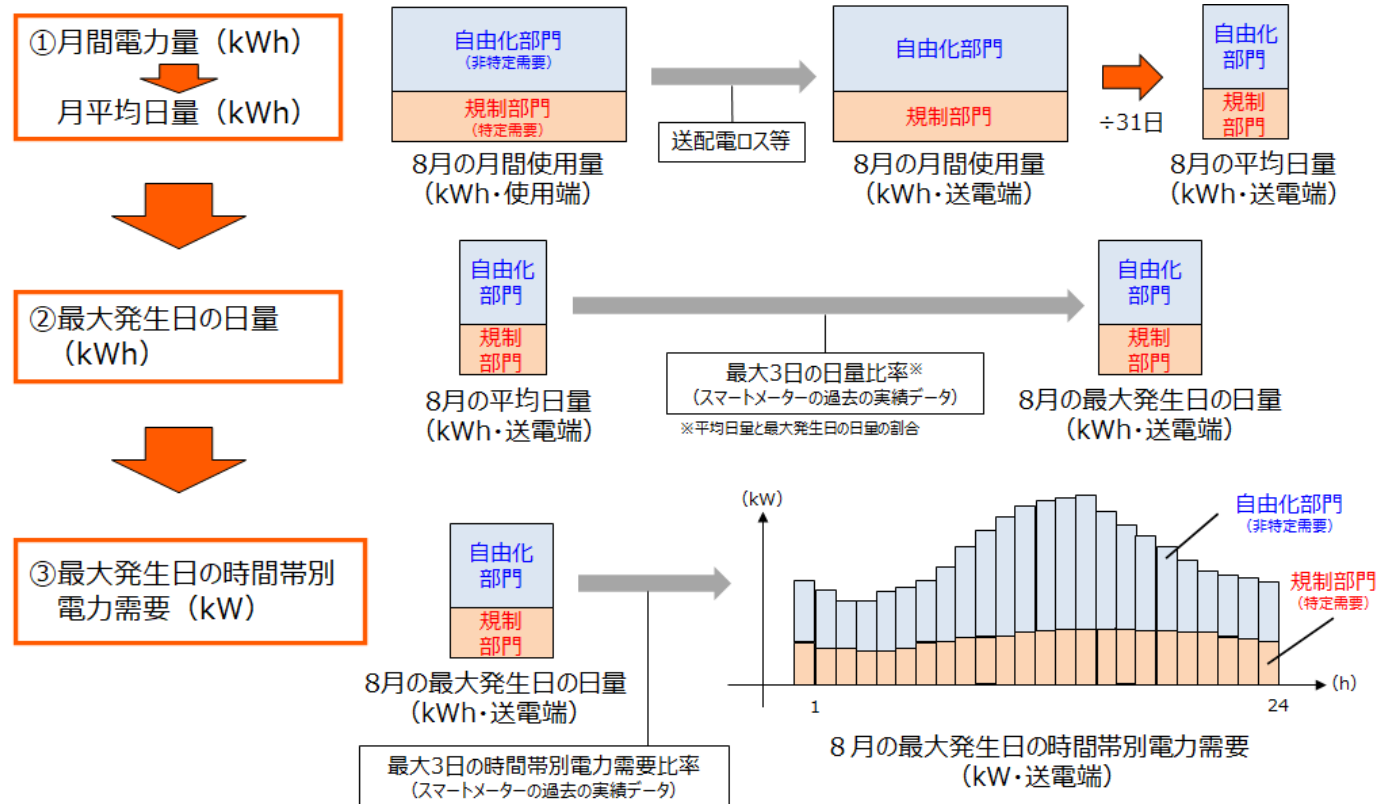 ①月間電力量（kWh）
月平均日量（kWh）
自由化部門
（非特定需要）
規制部門
（特定需要）
8月の月間使用量
（kWh・使用端）
送配電ロス等
自由化部門
規制部門
8月の月間使用量
（kWh・送電端）
÷31日
自由化
部門
規制
部門
8月の平均日量
（kWh・送電端）
②最大発生日の日量
（kWh）
自由化
部門
規制
部門
8月の平均日量
（kWh・送電端）
最大3日の日量比率※
（スマートメーターの過去の実績データ）
※平均日量と最大発生日の日量の割合
自由化
部門
規制
部門
8月の最大発生日の日量
（kWh・送電端）
③最大発生日の時間帯別
電力需要（kW）
自由化
部門
規制
部門
8月の最大発生日の日量
（kWh・送電端）
最大3日の時間帯別電力需要比率
（スマートメーターの過去の実績データ）
（kW）
自由化部門
（非特定需要）
規制部門
（特定需要）
（h）
1
24
８月の最大発生日の時間帯別電力需要
（kW・送電端）